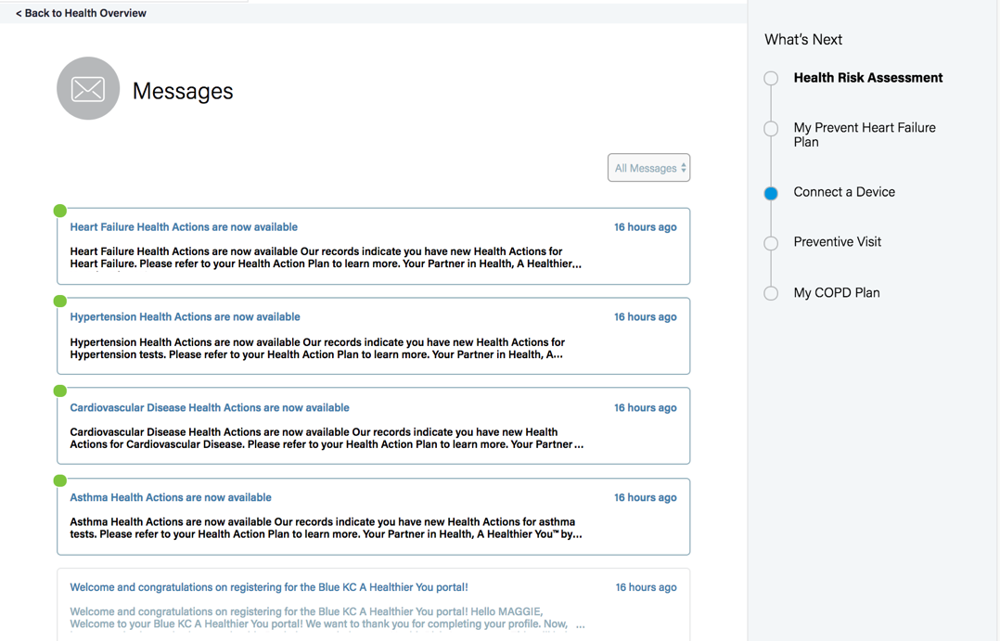 < Back to Health Overview
Messages
All Messages
Heart Failure Health Actions are now available
16 hours ago
Heart Failure Health Actions are now available Our records indicate you have new Health Actions for
Heart Failure. Please refer to your Health Action Plan to learn more. Your Partner in Health, A Healthier...
Hypertension Health Actions are now available
16 hours ago
Hypertension Health Actions are now available Our records indicate you have new Health Actions for
Hypertension tests. Please refer to your Health Action Plan to learn more. Your Partner in Health, A...
Cardiovascular Disease Health Actions are now available
16 hours ago
Cardiovascular Disease Health Actions are now available Our records indicate you have new Health
Actions for Cardiovascular Disease. Please refer to your Health Action Plan to learn more. Your Partner ...
Asthma Health Actions are now available
16 hours ago
Asthma Health Actions are now available Our records indicate you have new Health Actions for asthma
tests. Please refer to your Health Action Plan to learn more. Your Partner in Health, A Healthier You™ by...
Welcome and congratulations on registering for the Blue KC A Healthier You portal!
16 hours ago
Welcome and congratulations on registering for the Blue KC A Healthier You portal! Hello MAGGIE,
Welcome to your Blue KC A Healthier You portal! We want to thank you for completing your profile. Now, ...
What's Next
Health Risk Assessment
My Prevent Heart Failure
Plan
Connect a Device
Preventive Visit
My COPD Plan